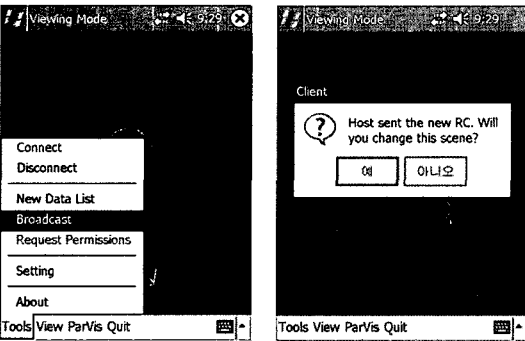 Viewing Mode 9:29
Connect
Disconnect
New Data List
Broadcast
Request Permissions
Setting
About
Tools View ParVis Quit
Viewing Mode 9:29
Client
Host sent the new RC. Will
you change this scene?
예 아니오
Tools View ParVis Quit